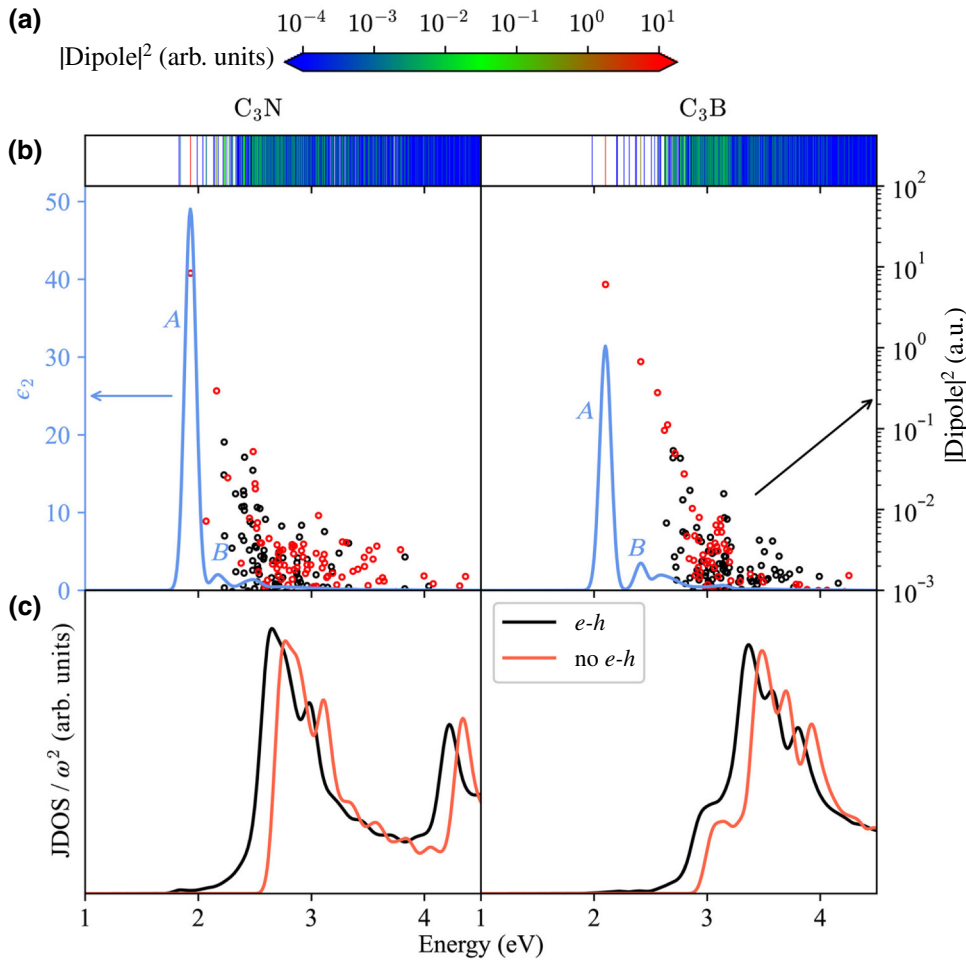 (a)
10⁻⁴ 10⁻³ 10⁻² 10⁻¹ 10⁰ 10¹
|Dipole|² (arb. units)
C₃N C₃B
(b)
50
40
30
20
10
0
ϵ₂
A
B
A
B
10²
10¹
10⁰
10⁻¹
10⁻²
10⁻³
|Dipole|² (a.u.)
(c)
e-h
no e-h
JDOS / ω² (arb. units)
1 2 3 4 1 2 3 4
Energy (eV)